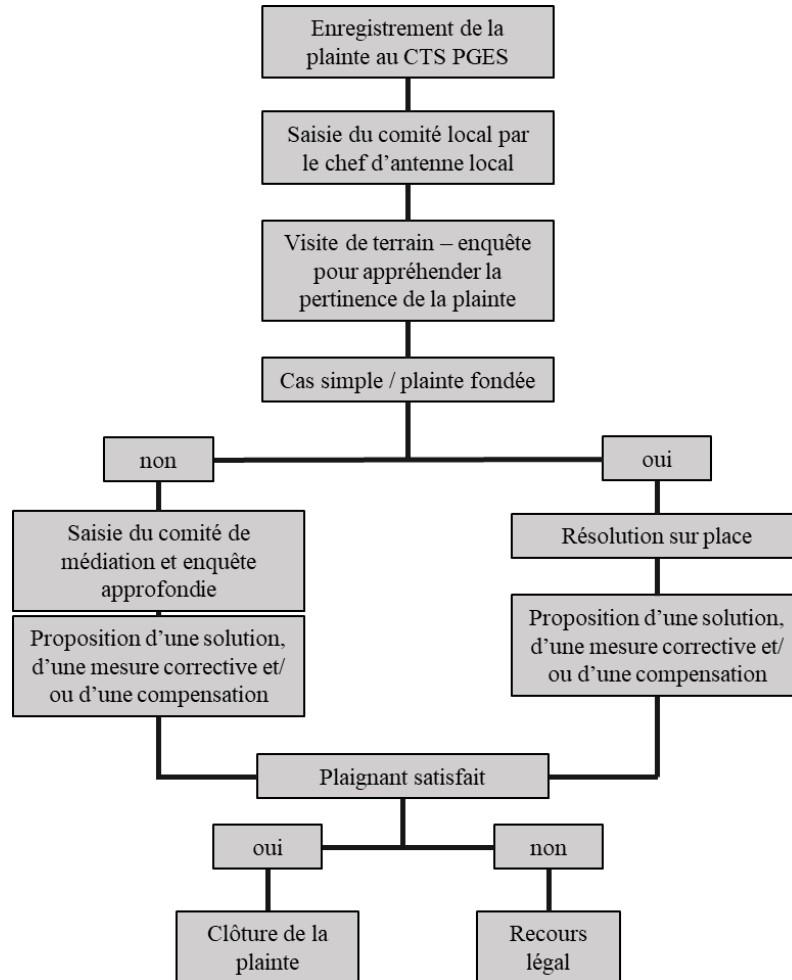 Enregistrement de la
plainte au CTS PGES
Saisie du comité local par
le chef d'antenne local
Visite de terrain – enquête
pour appréhender la
pertinence de la plainte
Cas simple / plainte fondée
non
oui
Saisie du comité de
médiation et enquête
approfondie
Résolution sur place
Proposition d'une solution,
d'une mesure corrective et/
ou d'une compensation
Proposition d'une solution,
d'une mesure corrective et/
ou d'une compensation
Plaignant satisfait
oui
non
Clôture de la
plainte
Recours
légal